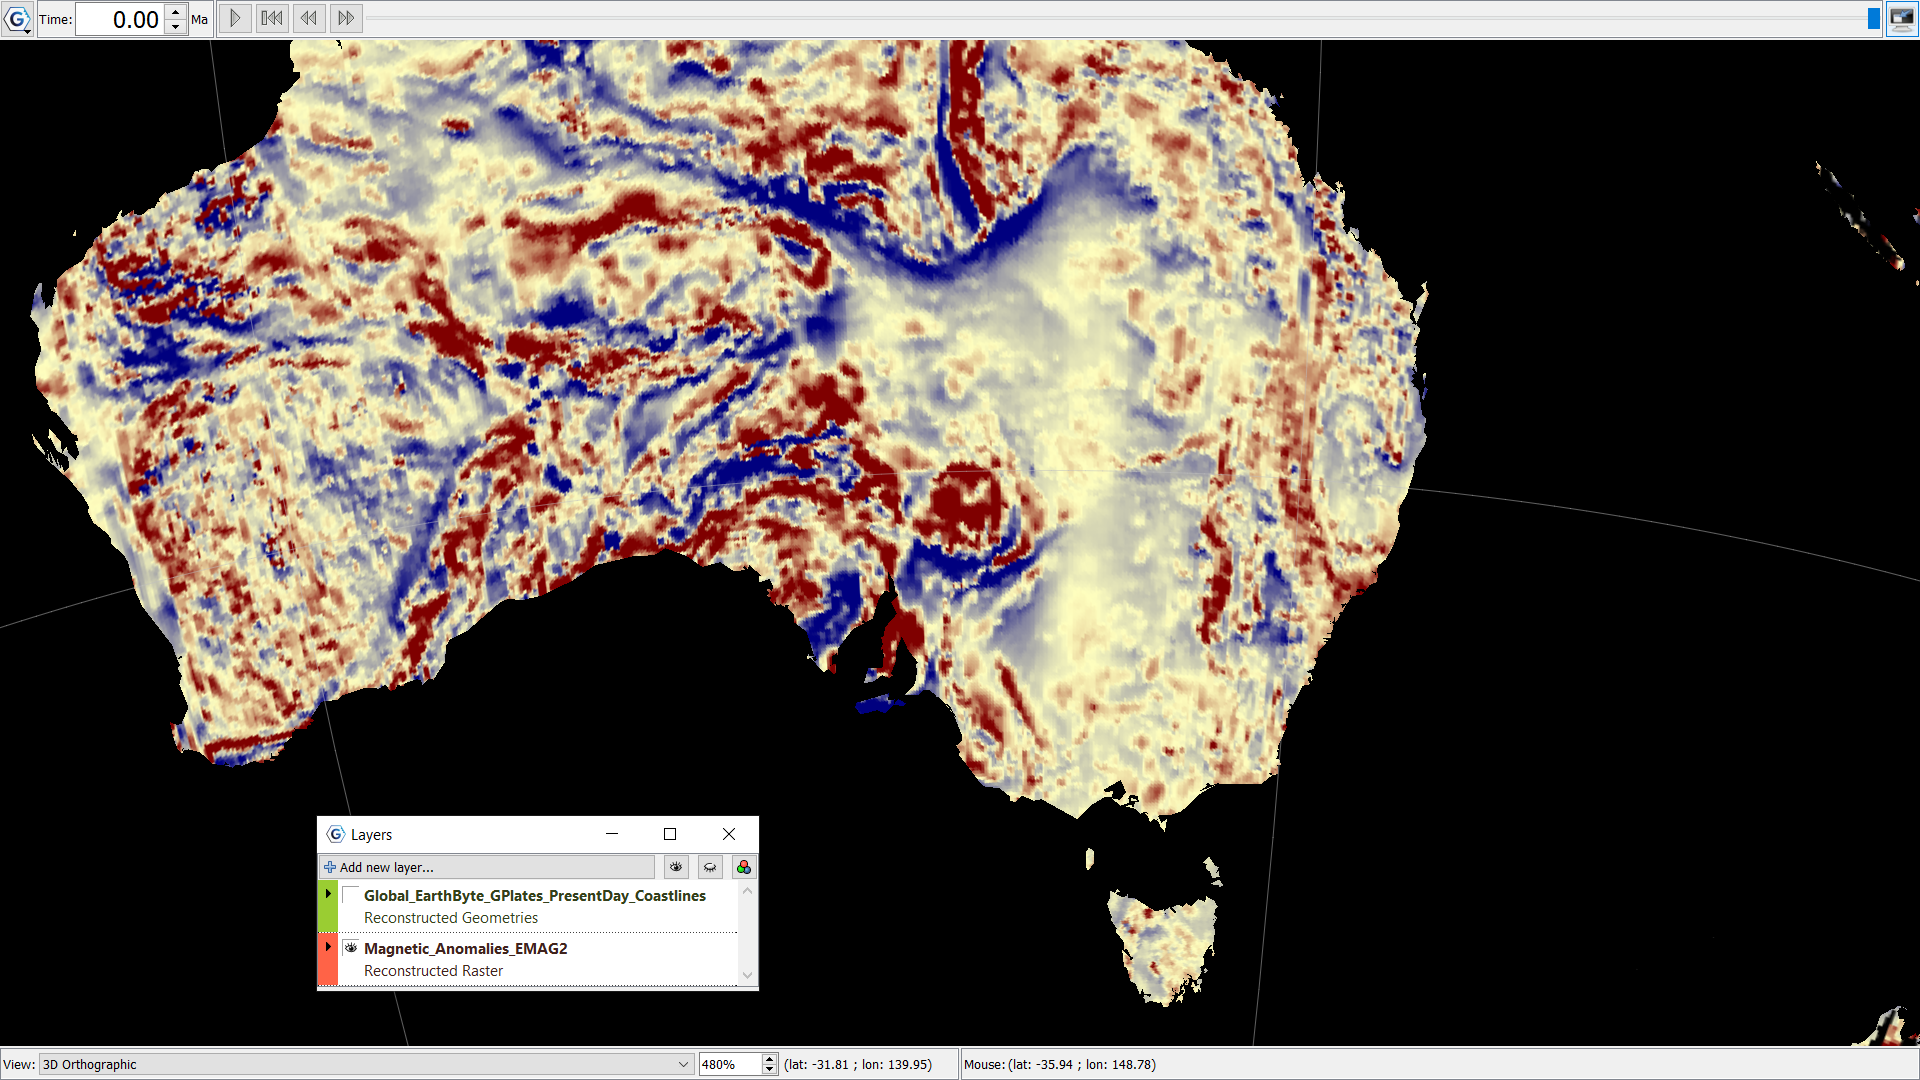 Time: 0.00 Ma
Layers
Add new layer...
Global_EarthByte_GPlates_PresentDay_Coastlines
Reconstructed Geometries
Magnetic_Anomalies_EMAG2
Reconstructed Raster
View: 3D Orthographic 480% (lat: -31.81 ; lon: 139.95) Mouse: (lat: -35.94 ; lon: 148.78)